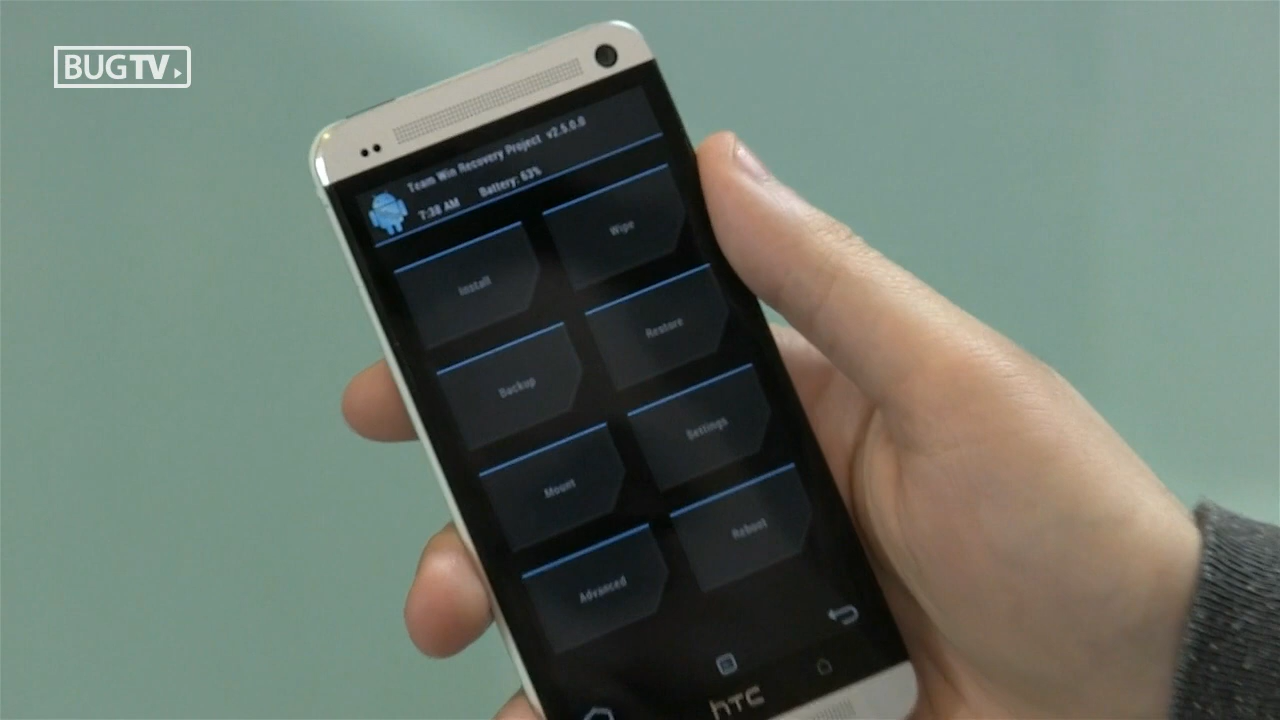 BUGTV
Team Win Recovery Project v2.5.0.0
7:38 AM Battery: 63%
Install
Wipe
Backup
Restore
Mount
Settings
Advanced
Reboot
hTC